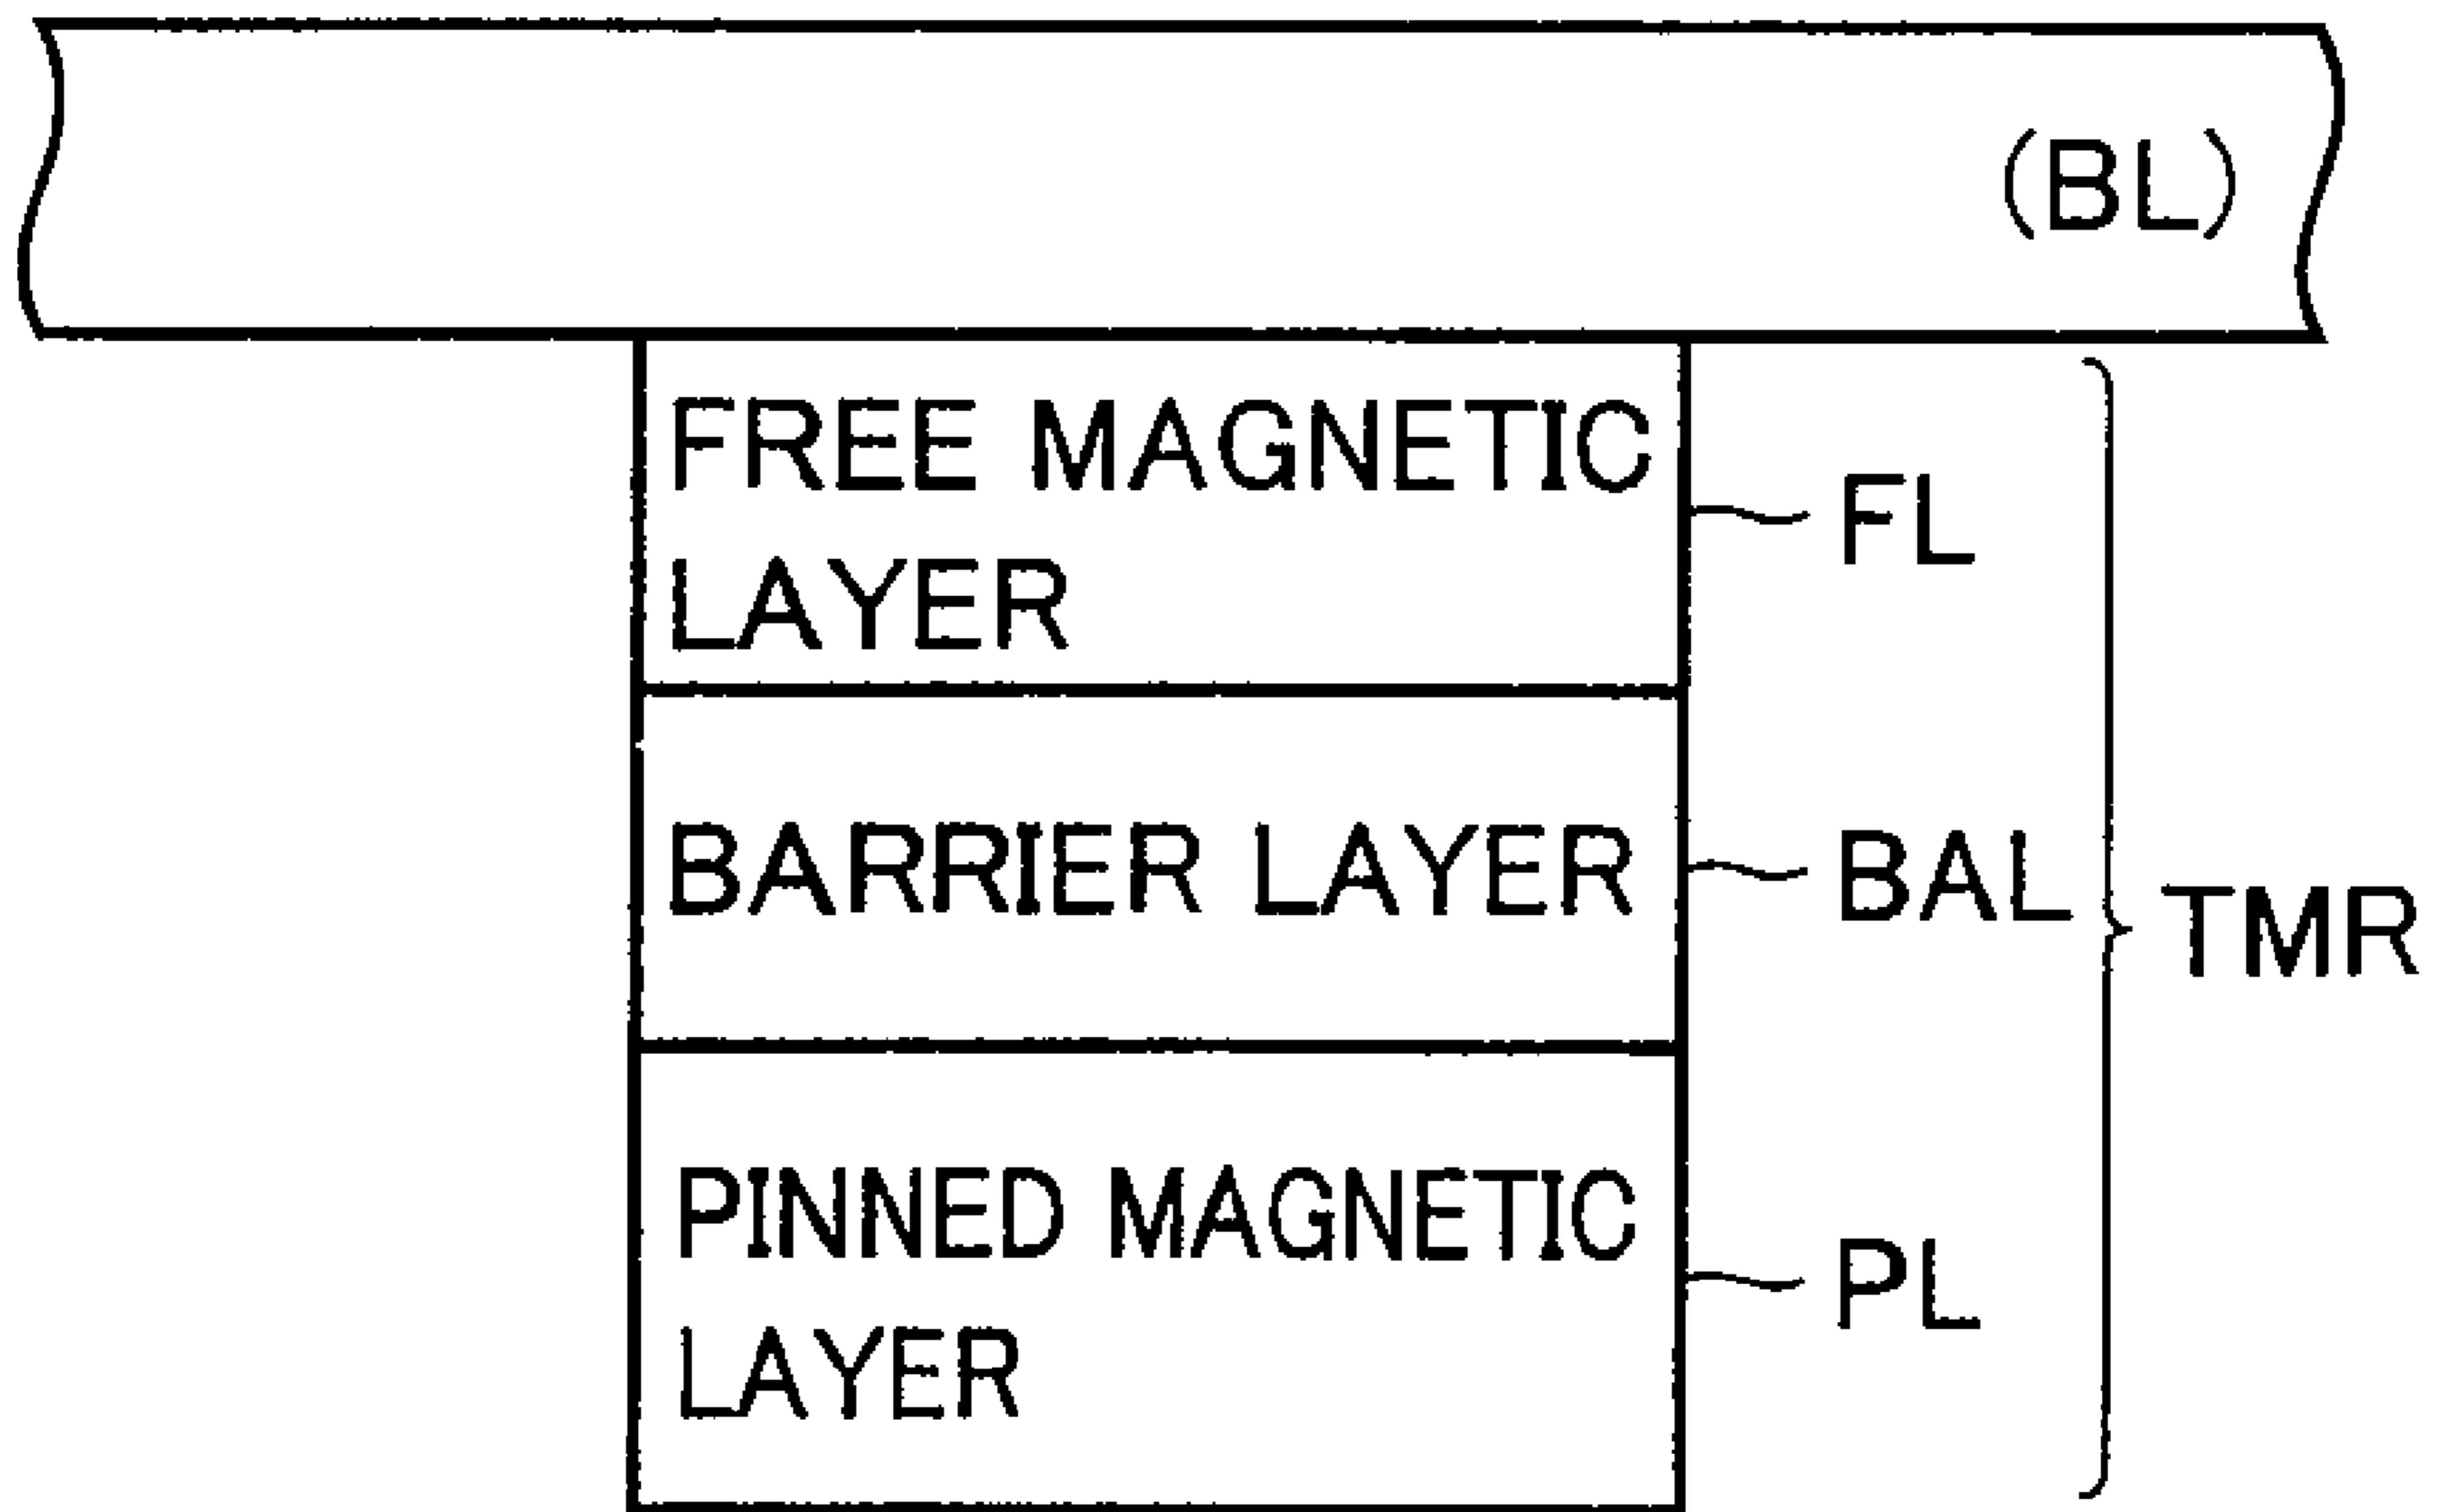 (BL)
FREE MAGNETIC
LAYER
FL
BARRIER LAYER
BAL
TMR
PINNED MAGNETIC
LAYER
PL